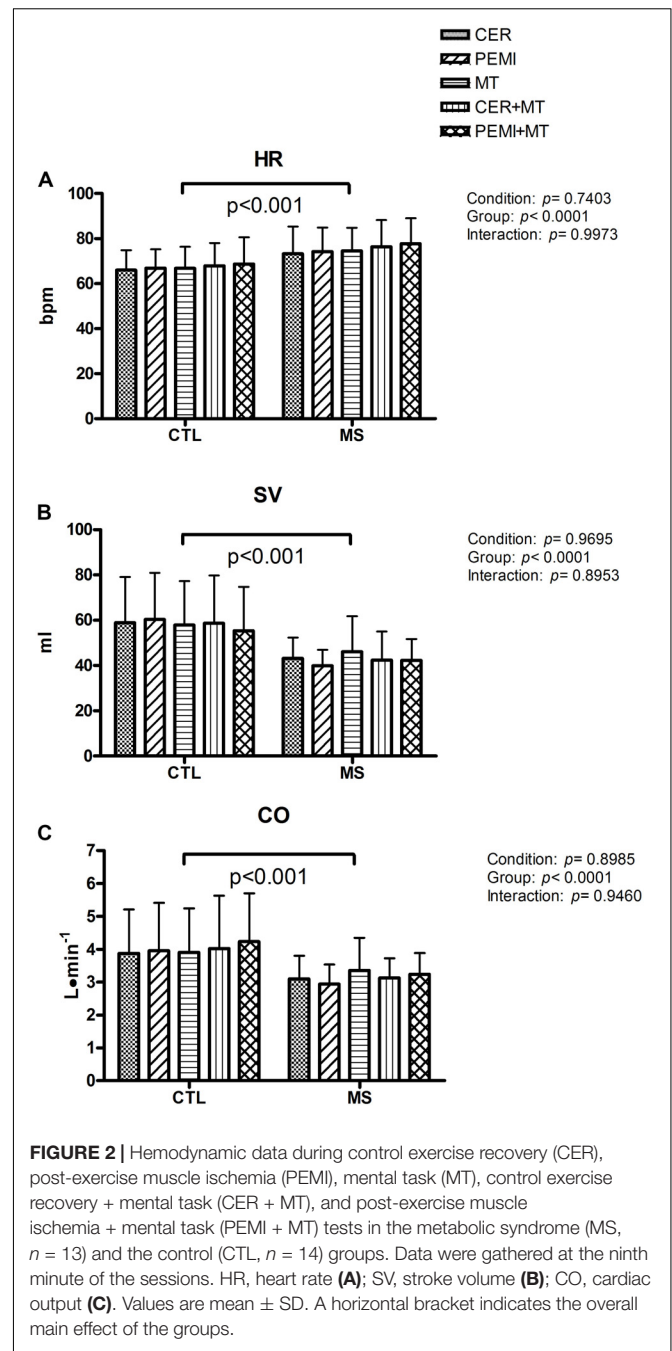 CER
PEMI
MT
CER+MT
PEMI+MT
A
HR
p<0.001
Condition: p= 0.7403
Group: p< 0.0001
Interaction: p= 0.9973
100
80
60
40
20
0
bpm
CTL
MS
B
SV
p<0.001
Condition: p= 0.9695
Group: p< 0.0001
Interaction: p= 0.8953
100
80
60
40
20
0
ml
CTL
MS
C
CO
p<0.001
Condition: p= 0.8985
Group: p< 0.0001
Interaction: p= 0.9460
7
6
5
4
3
2
1
0
L•min⁻¹
CTL
MS
FIGURE 2 | Hemodynamic data during control exercise recovery (CER),
post-exercise muscle ischemia (PEMI), mental task (MT), control exercise
recovery + mental task (CER + MT), and post-exercise muscle
ischemia + mental task (PEMI + MT) tests in the metabolic syndrome (MS,
n = 13) and the control (CTL, n = 14) groups. Data were gathered at the ninth
minute of the sessions. HR, heart rate (A); SV, stroke volume (B); CO, cardiac
output (C). Values are mean ± SD. A horizontal bracket indicates the overall
main effect of the groups.